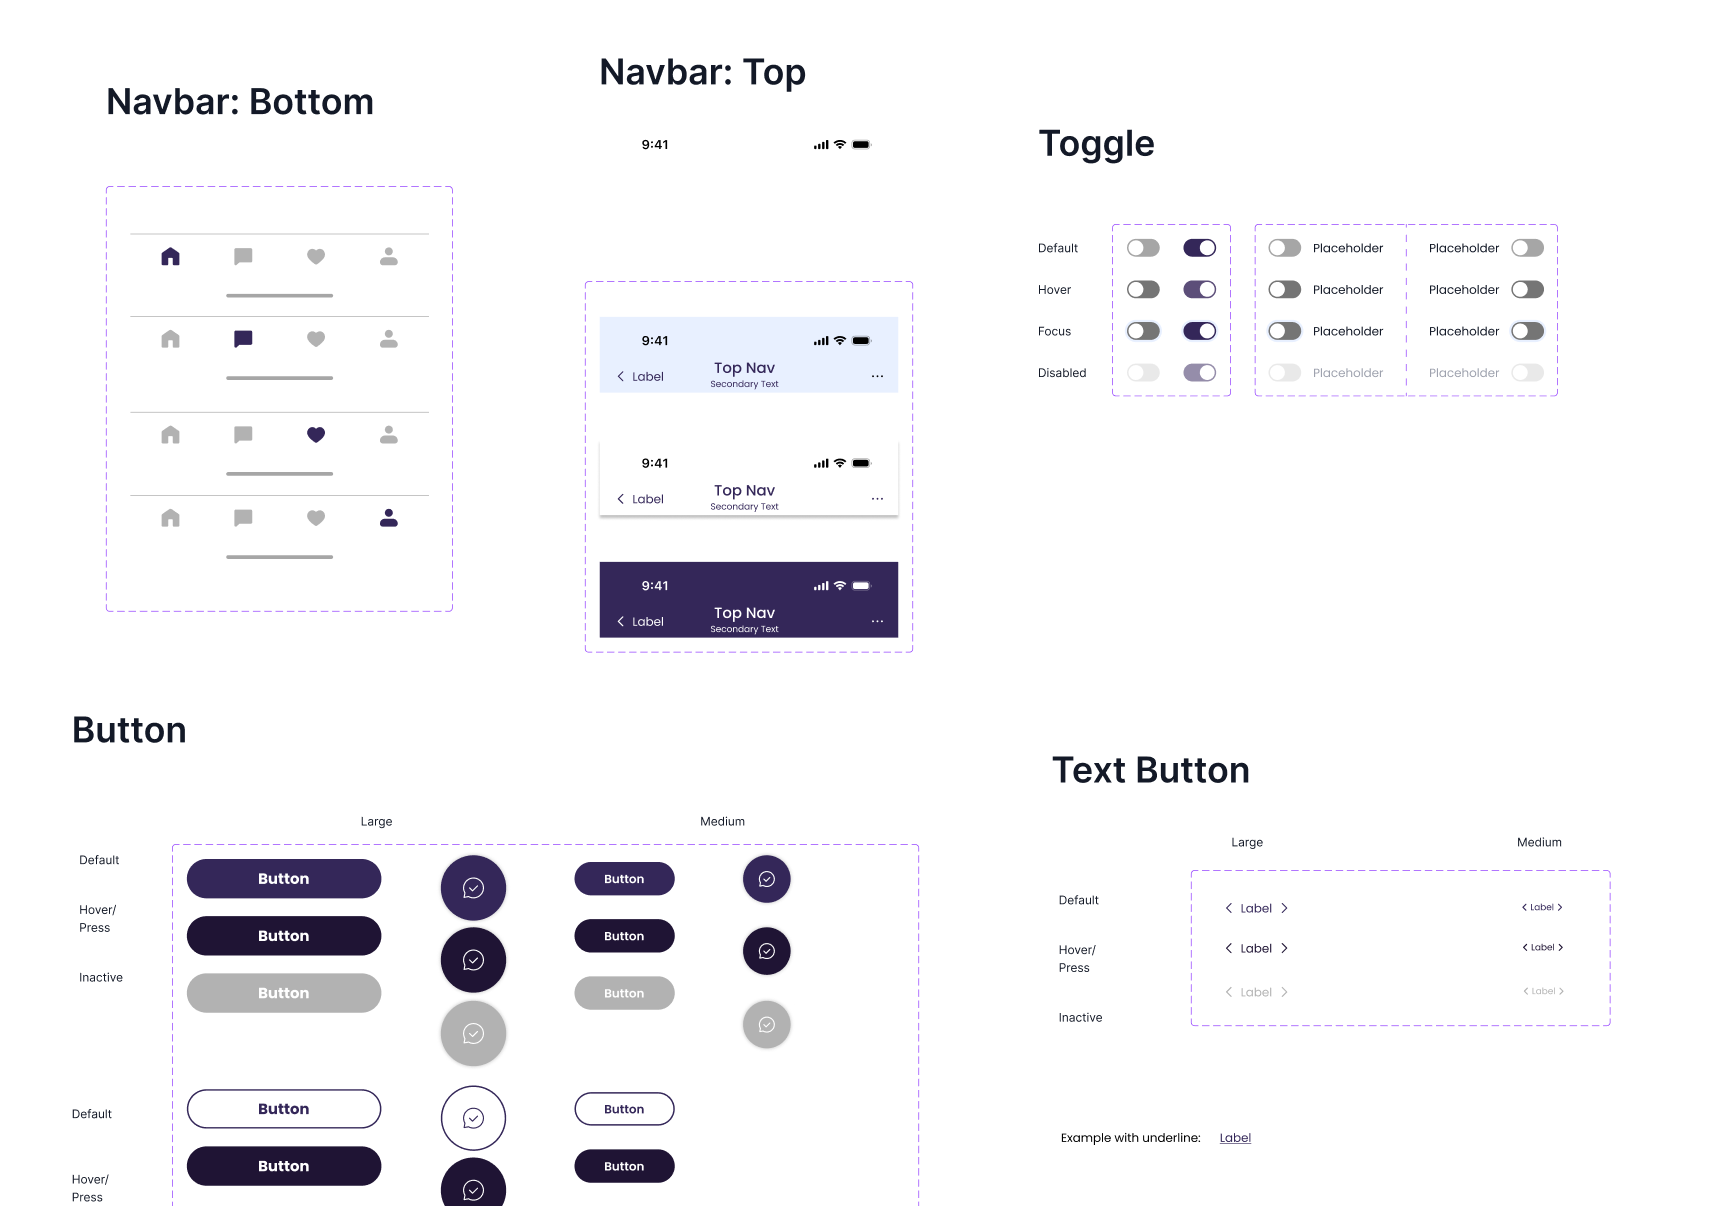 Navbar: Bottom
Navbar: Top
9:41
9:41
Top Nav
Label
Secondary Text
9:41
Top Nav
Label
Secondary Text
9:41
Top Nav
Label
Secondary Text
Toggle
Default
Placeholder
Placeholder
Hover
Placeholder
Placeholder
Focus
Placeholder
Placeholder
Disabled
Placeholder
Placeholder
Button
Large
Medium
Default
Button
Button
Hover/
Press
Button
Button
Inactive
Button
Button
Default
Button
Button
Hover/
Press
Button
Button
Text Button
Large
Medium
Default
Label
Label
Hover/
Press
Label
Label
Inactive
Label
Label
Example with underline:
Label